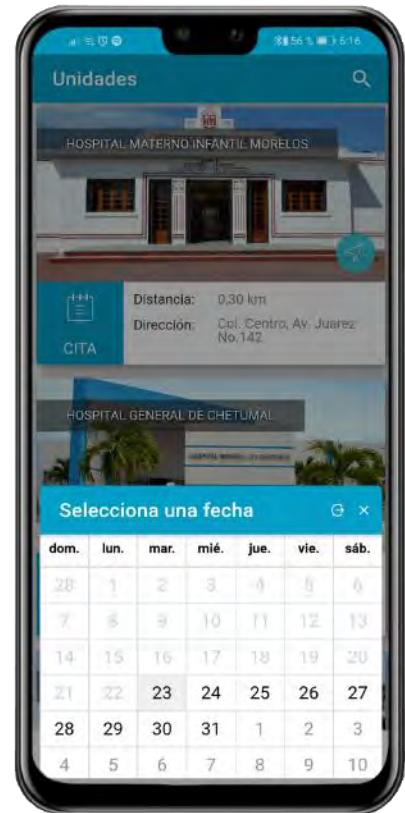 56 % 5:16
Unidades
HOSPITAL MATERNO INFANTIL MORELOS
CITA
Distancia: 0,30 km
Dirección: Col. Centro, Av. Juarez
No.142
HOSPITAL GENERAL DE CHETUMAL
Selecciona una fecha
dom. lun. mar. mié. jue. vie. sáb.
28 1 2 3 4 5 6
7 8 9 10 11 12 13
14 15 16 17 18 19 20
21 22 23 24 25 26 27
28 29 30 31 1 2 3
4 5 6 7 8 9 10